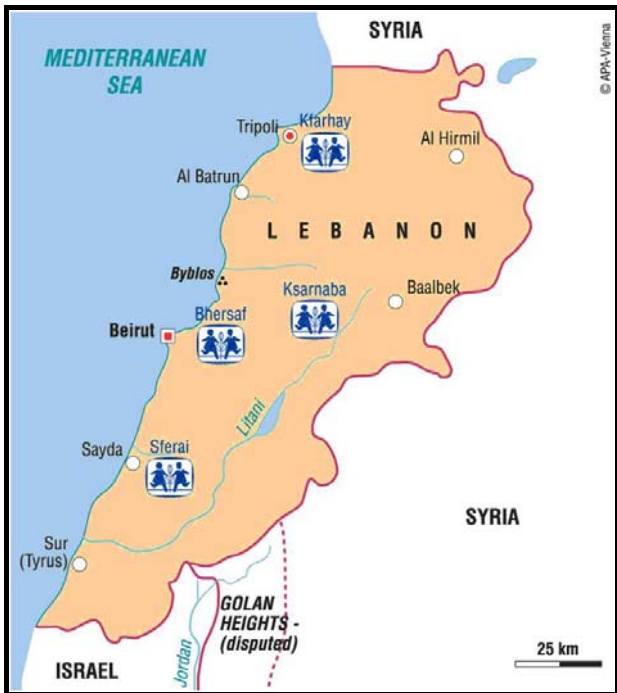 SYRIA
© APA-Vienna
MEDITERRANEAN
SEA
Tripoli
Kfarhay
Al Hirmil
Al Batrun
LEBANON
Byblos
Ksarnaba
Baalbek
Bhersaf
Beirut
Litani
Sayda
Sferai
SYRIA
Sur
(Tyrus)
GOLAN
HEIGHTS -
(disputed)
Jordan
25 km
ISRAEL